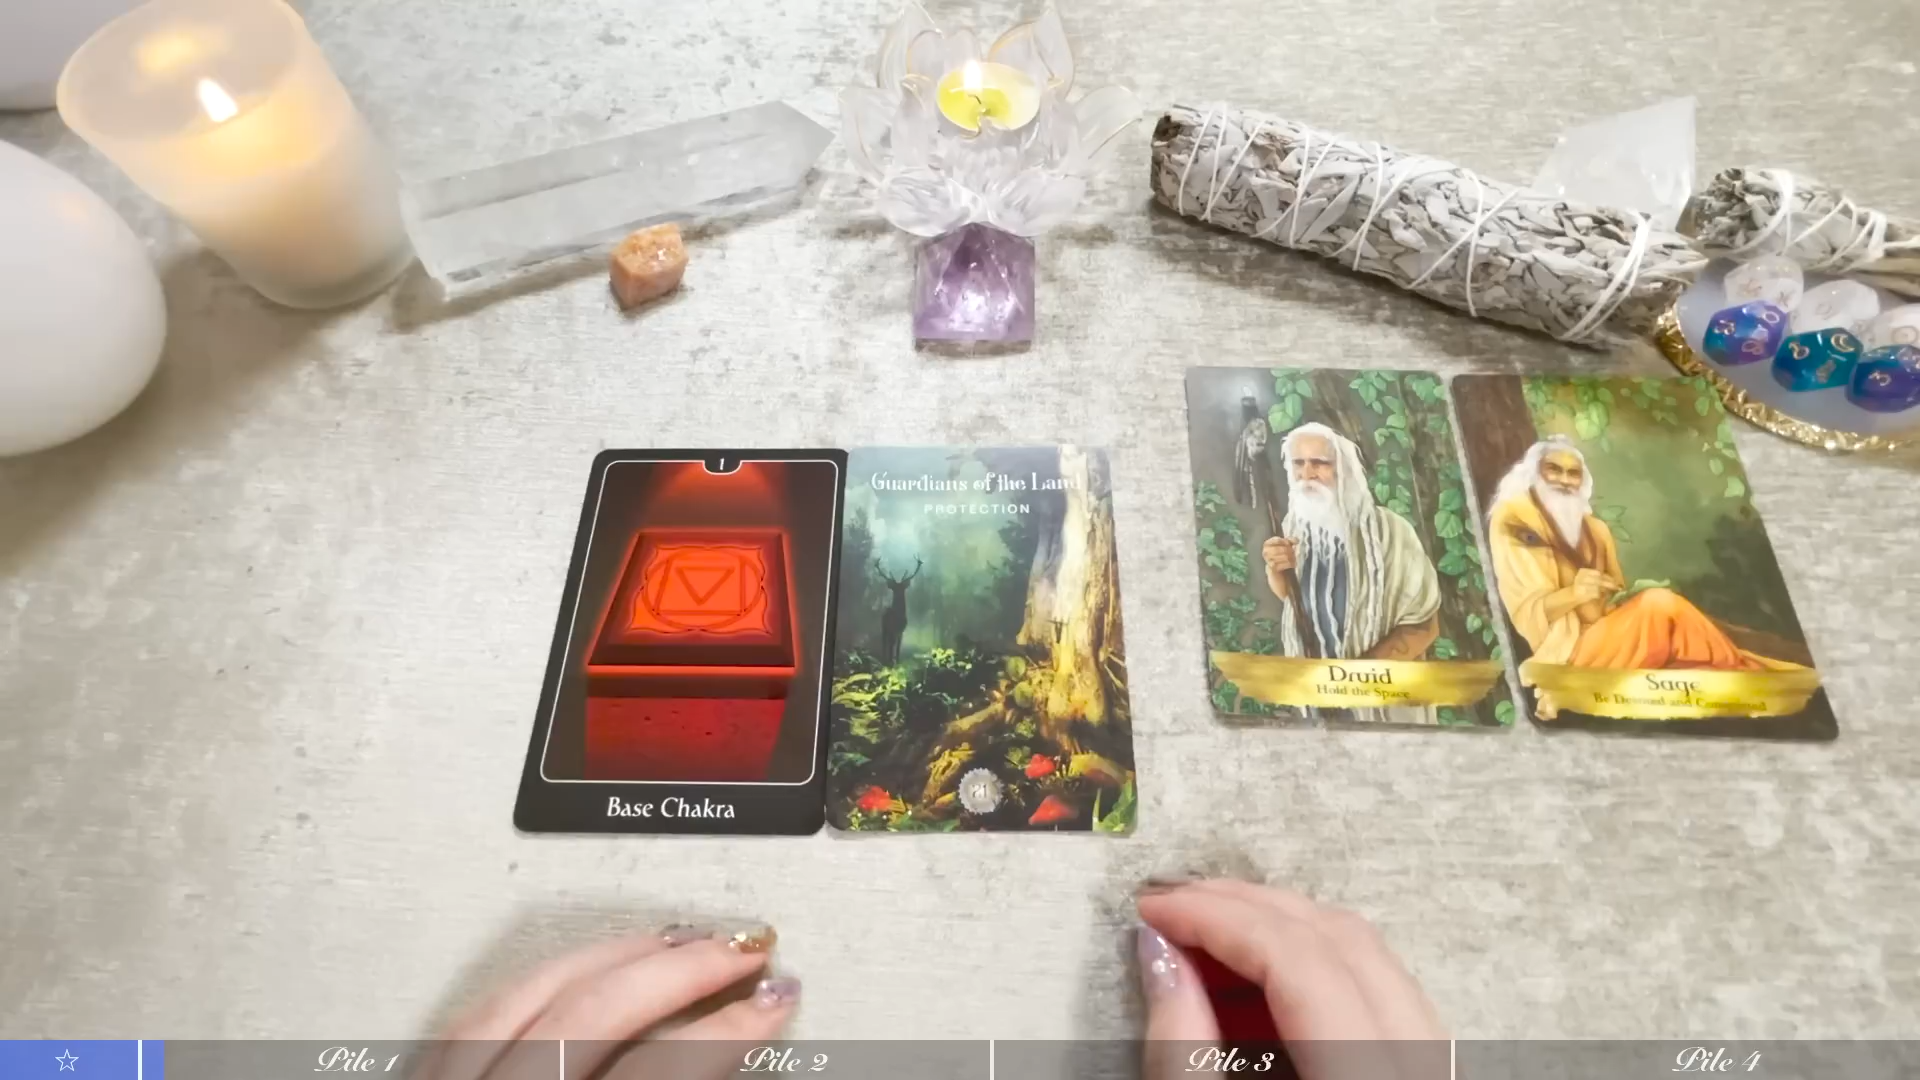 1
Guardians of the Land
PROTECTION
21
Base Chakra
Druid
Hold the Space
Sage
Be Devoted and Committed
☆
Pile 1
Pile 2
Pile 3
Pile 4